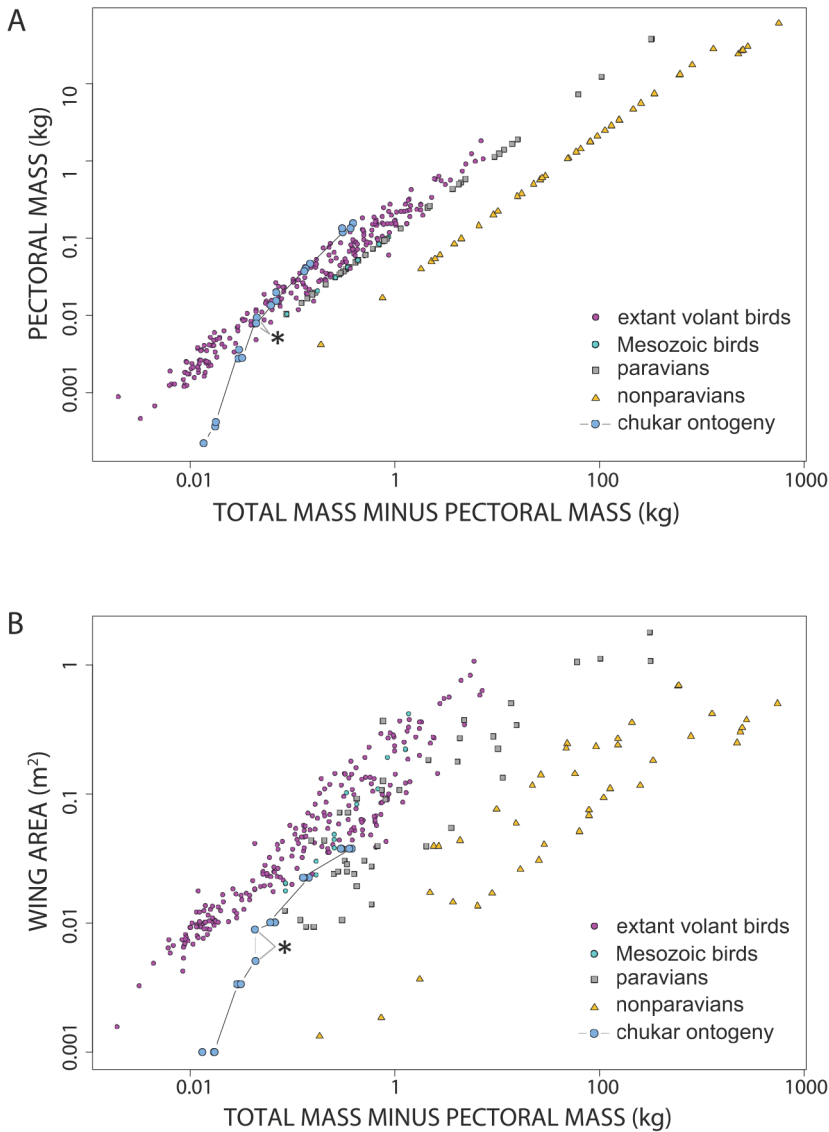 A
PECTORAL MASS (kg)
10
1
0.1
0.01
0.001
*
extant volant birds
Mesozoic birds
paravians
nonparavians
chukar ontogeny
0.01
1
100
1000
TOTAL MASS MINUS PECTORAL MASS (kg)
B
WING AREA (m²)
1
0.1
0.01
0.001
*
extant volant birds
Mesozoic birds
paravians
nonparavians
chukar ontogeny
0.01
1
100
1000
TOTAL MASS MINUS PECTORAL MASS (kg)